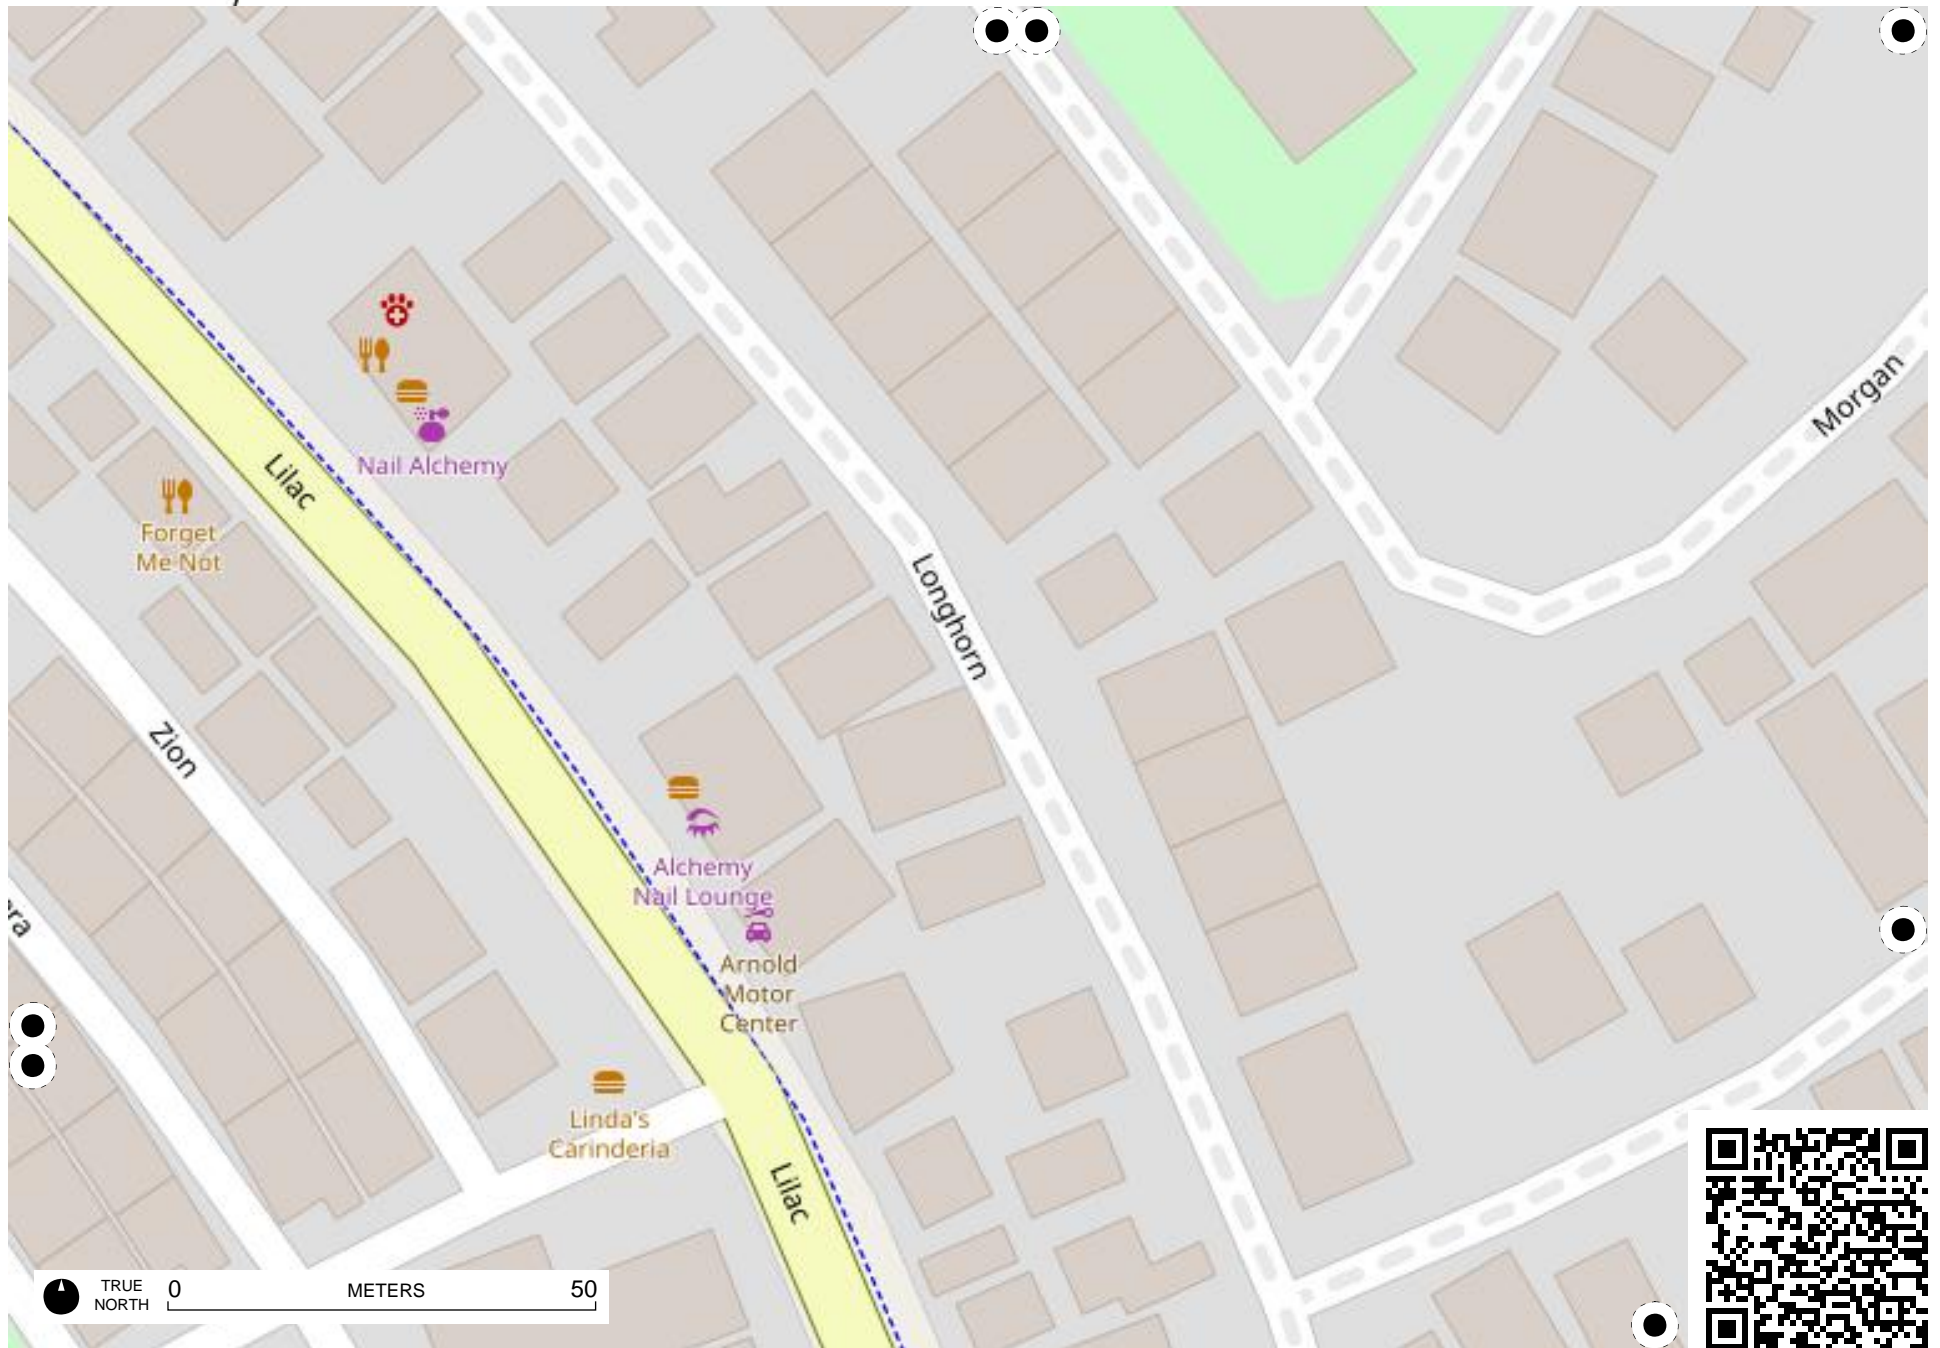 Nail Alchemy
Lilac
Forget
Me Not
Morgan
Longhorn
Zion
Alchemy
Nail Lounge
Arnold
Motor
Center
Linda's
Carinderia
Lilac
TRUE
NORTH
0 METERS 50